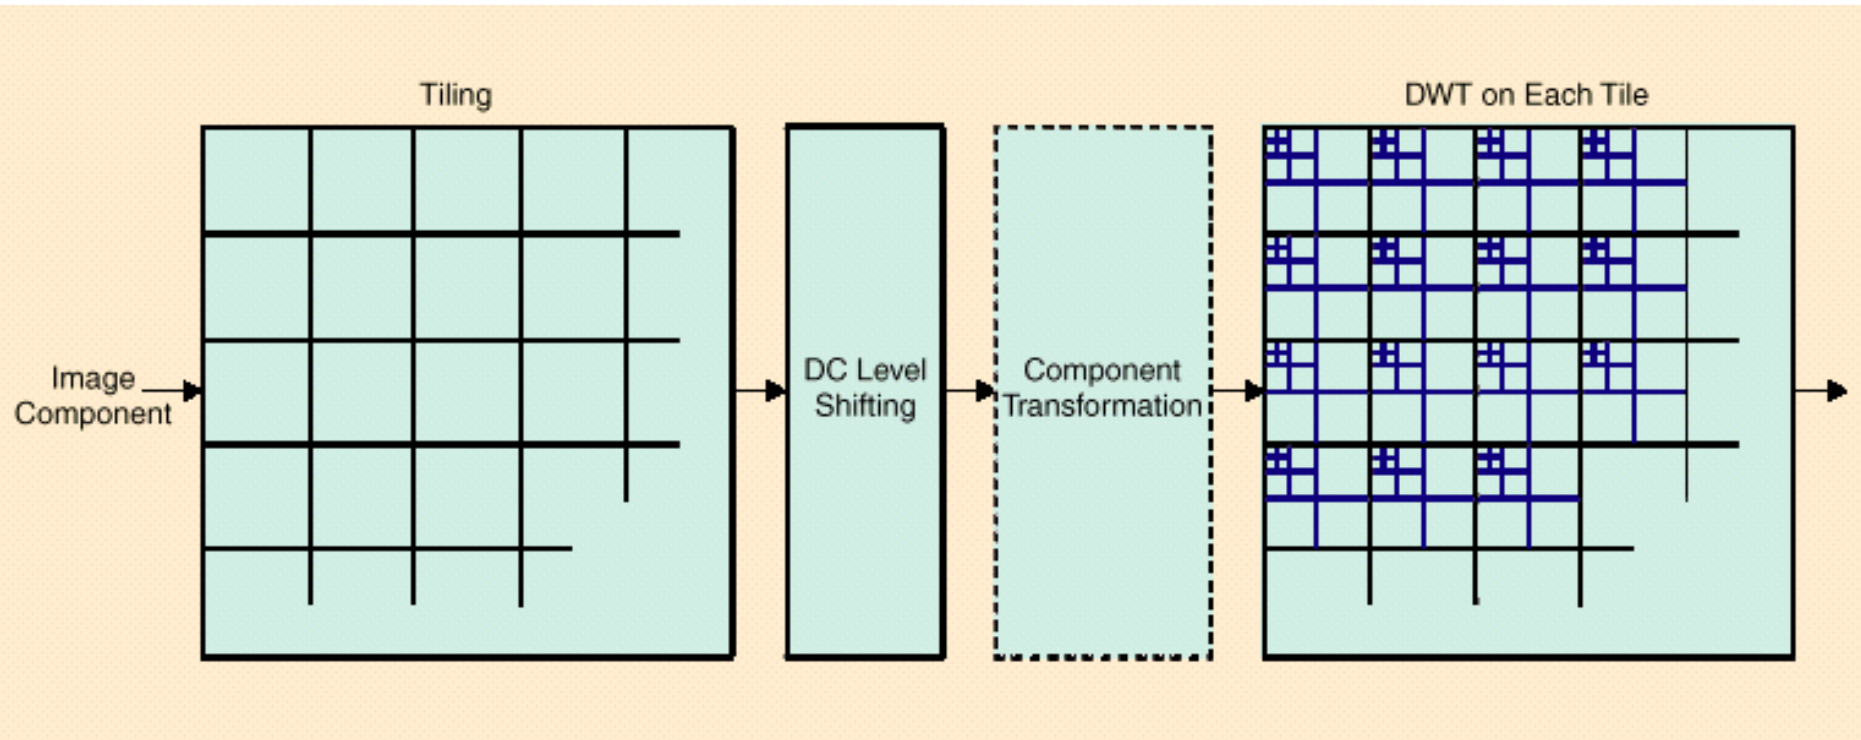 Tiling
DWT on Each Tile
Image
Component
DC Level
Shifting
Component
Transformation